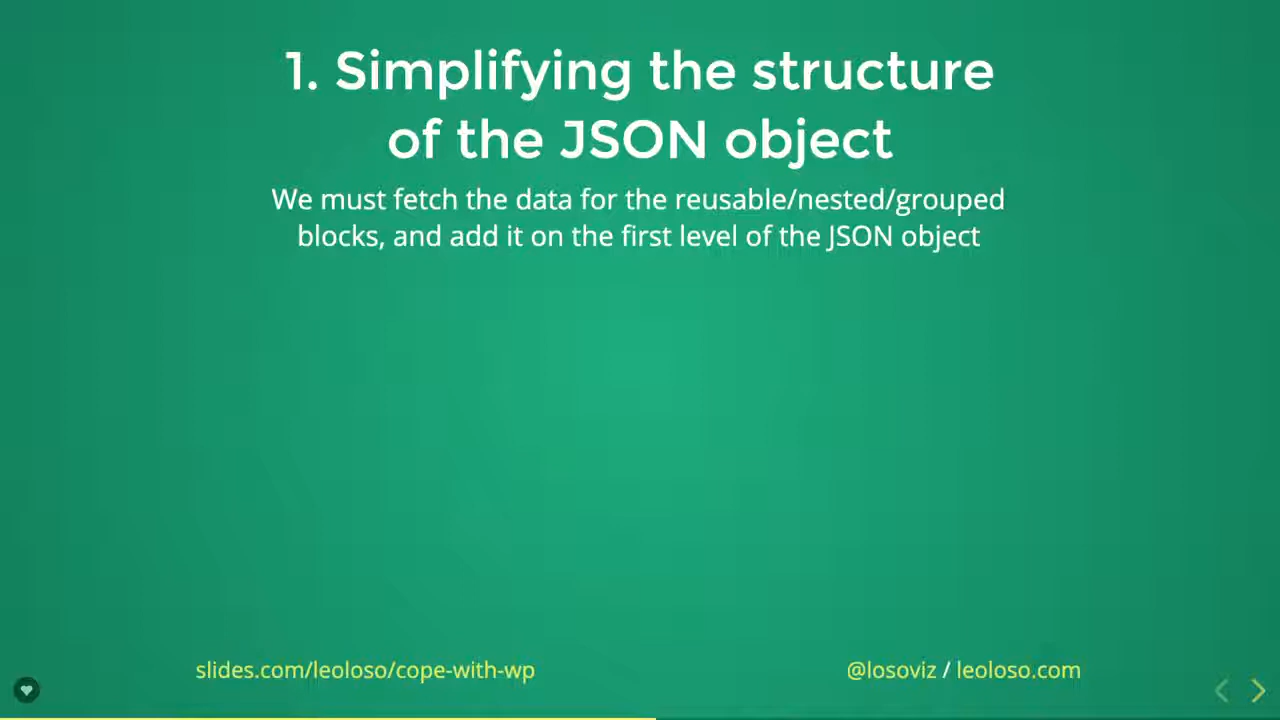 1. Simplifying the structure
of the JSON object
We must fetch the data for the reusable/nested/grouped
blocks, and add it on the first level of the JSON object
slides.com/leoloso/cope-with-wp
@losoviz / leoloso.com